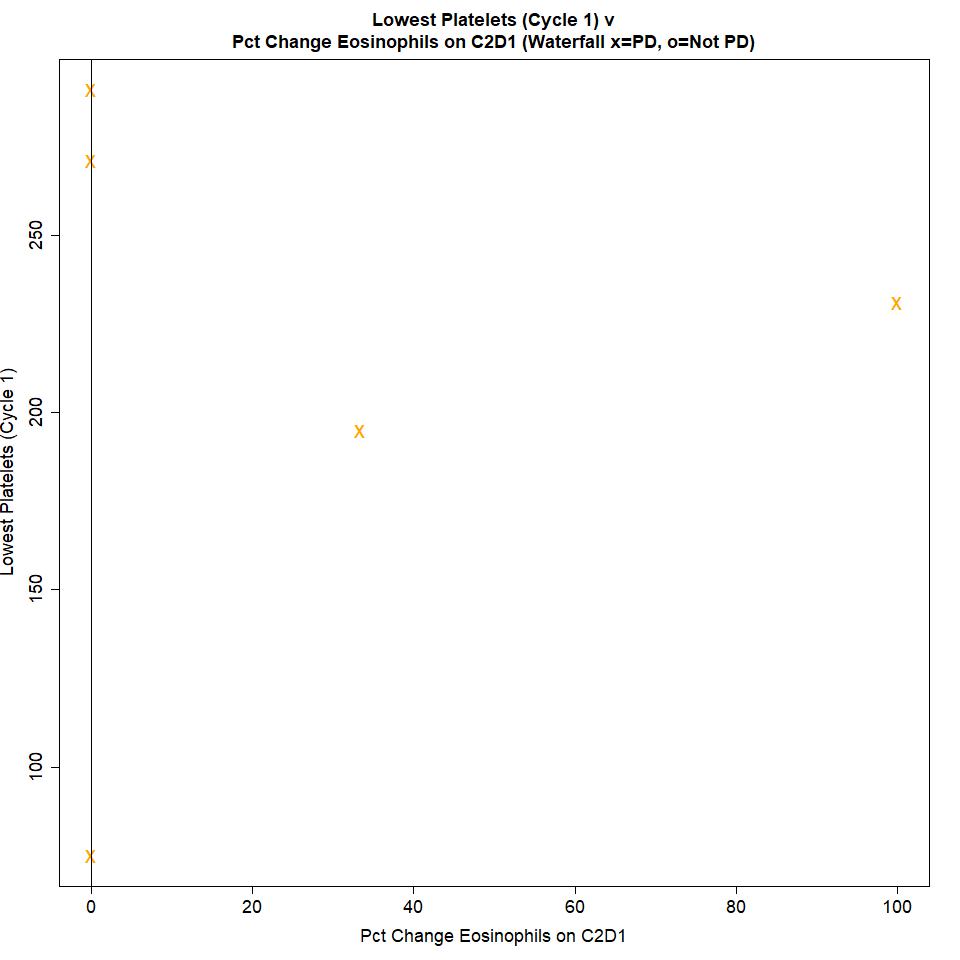 Lowest Platelets (Cycle 1) v
Pct Change Eosinophils on C2D1 (Waterfall x=PD, o=Not PD)
Lowest Platelets (Cycle 1)
250
200
150
100
X
X
X
X
X
0 20 40 60 80 100
Pct Change Eosinophils on C2D1